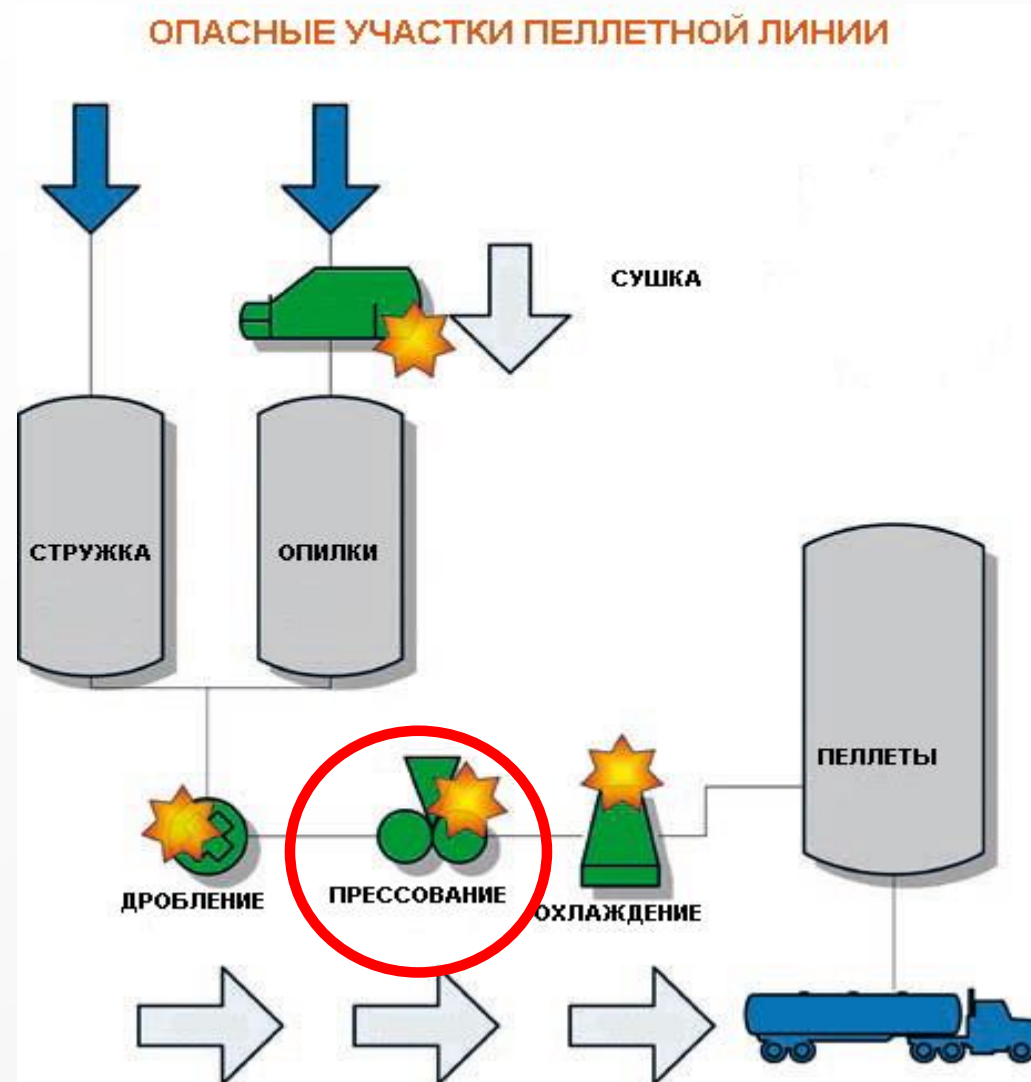 ОПАСНЫЕ УЧАСТКИ ПЕЛЛЕТНОЙ ЛИНИИ
СУШКА
СТРУЖКА
ОПИЛКИ
ПЕЛЛЕТЫ
ДРОБЛЕНИЕ
ПРЕССОВАНИЕ
ОХЛАЖДЕНИЕ